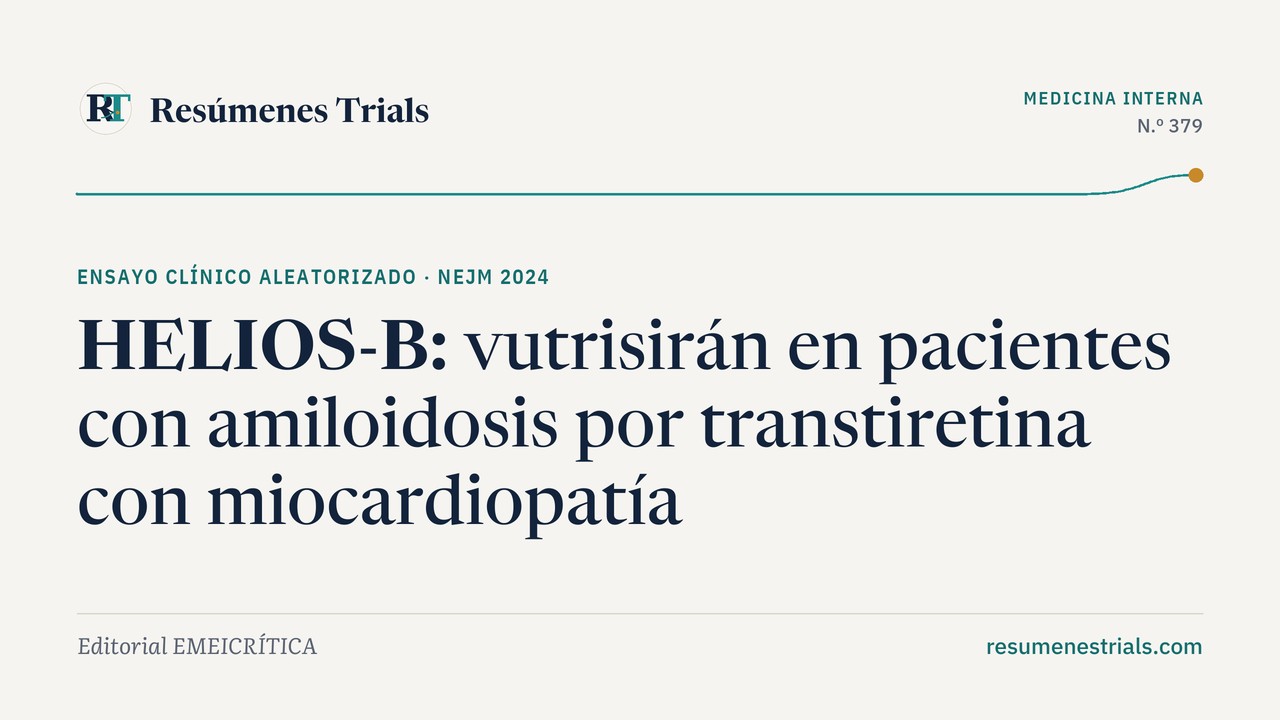 RT Resúmenes Trials
MEDICINA INTERNA
N.º 379
ENSAYO CLÍNICO ALEATORIZADO · NEJM 2024
HELIOS-B: vutrisirán en pacientes
con amiloidosis por transtiretina
con miocardiopatía
Editorial EMEICRÍTICA
resumenestrials.com